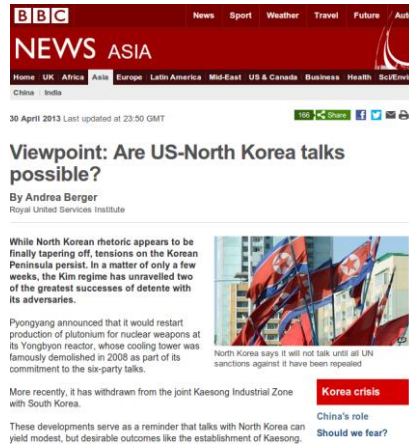 BBC
News Sport Weather Travel Future
NEWS ASIA
Home UK Africa Asia Europe Latin America Mid-East US & Canada Business Health
China India
30 April 2013 Last updated at 23:50 GMT
166 Share
Viewpoint: Are US-North Korea talks
possible?
By Andrea Berger
Royal United Services Institute
While North Korean rhetoric appears to be
finally tapering off, tensions on the Korean
Peninsula persist. In a matter of only a few
weeks, the Kim regime has unravelled two
of the greatest successes of detente with
its adversaries.
Pyongyang announced that it would restart
production of plutonium for nuclear weapons at
its Yongbyon reactor, whose cooling tower was
famously demolished in 2008 as part of its
commitment to the six-party talks.
North Korea says it will not talk until all UN
sanctions against it have been repealed
More recently, it has withdrawn from the joint Kaesong Industrial Zone
with South Korea.
These developments serve as a reminder that talks with North Korea can
yield modest, but desirable outcomes like the establishment of Kaesong.
Korea crisis
China's role
Should we fear?